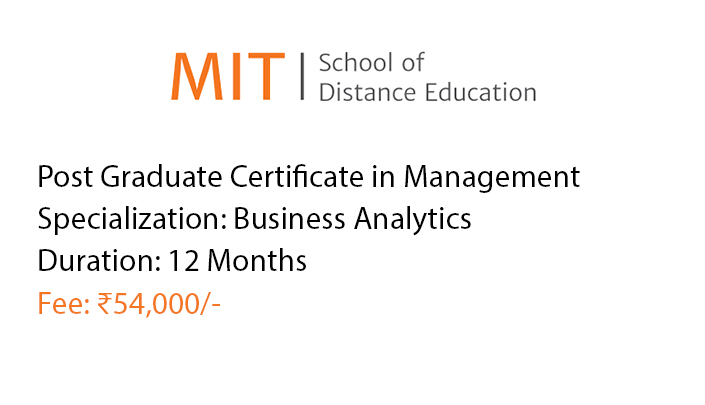 MIT | School of
Distance Education
Post Graduate Certificate in Management
Specialization: Business Analytics
Duration: 12 Months
Fee: ₹54,000/-